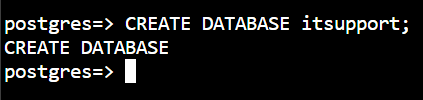 postgres=> CREATE DATABASE itsupport;
CREATE DATABASE
postgres=>